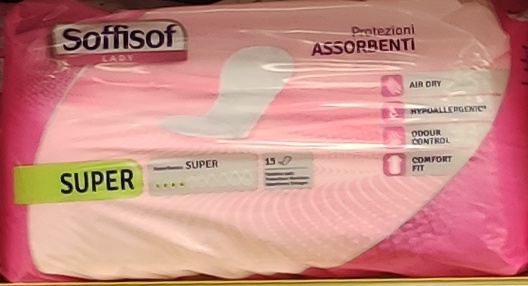 Soffisof
LADY
Protezioni
ASSORBENTI
AIR DRY
HYPOALLERGENIC*
ODOUR
CONTROL
COMFORT
FIT
SUPER
SUPER
15